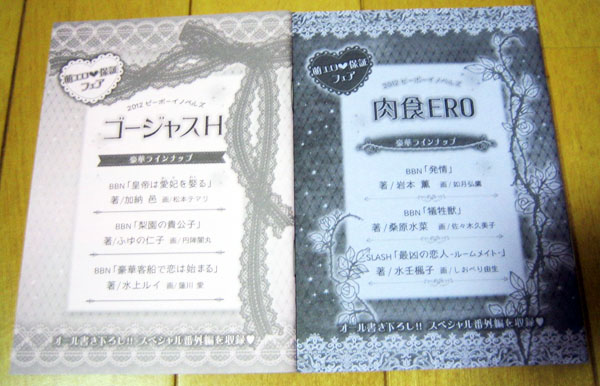 萌エロ♥保証
フェア
2012 ビーボーイノベルズ
ゴージャスH
豪華ラインナップ
BBN「皇帝は愛妃を娶る」
著/加納 邑 画/松本テマリ
BBN「梨園の貴公子」
著/ふゆの仁子 画/円陣闇丸
BBN「豪華客船で恋は始まる」
著/水上ルイ 画/蓮川 愛
オール書き下ろし!! スペシャル番外編を収録♥
萌エロ♥保証
フェア
2012 ビーボーイノベルズ
肉食ERO
豪華ラインナップ
BBN「発情」
著/岩本 薫 画/如月弘鷹
BBN「犠牲獣」
著/桑原水菜 画/佐々木久美子
SLASH「最凶の恋人-ルームメイト-」
著/水壬楓子 画/しおべり由生
オール書き下ろし!! スペシャル番外編を収録♥